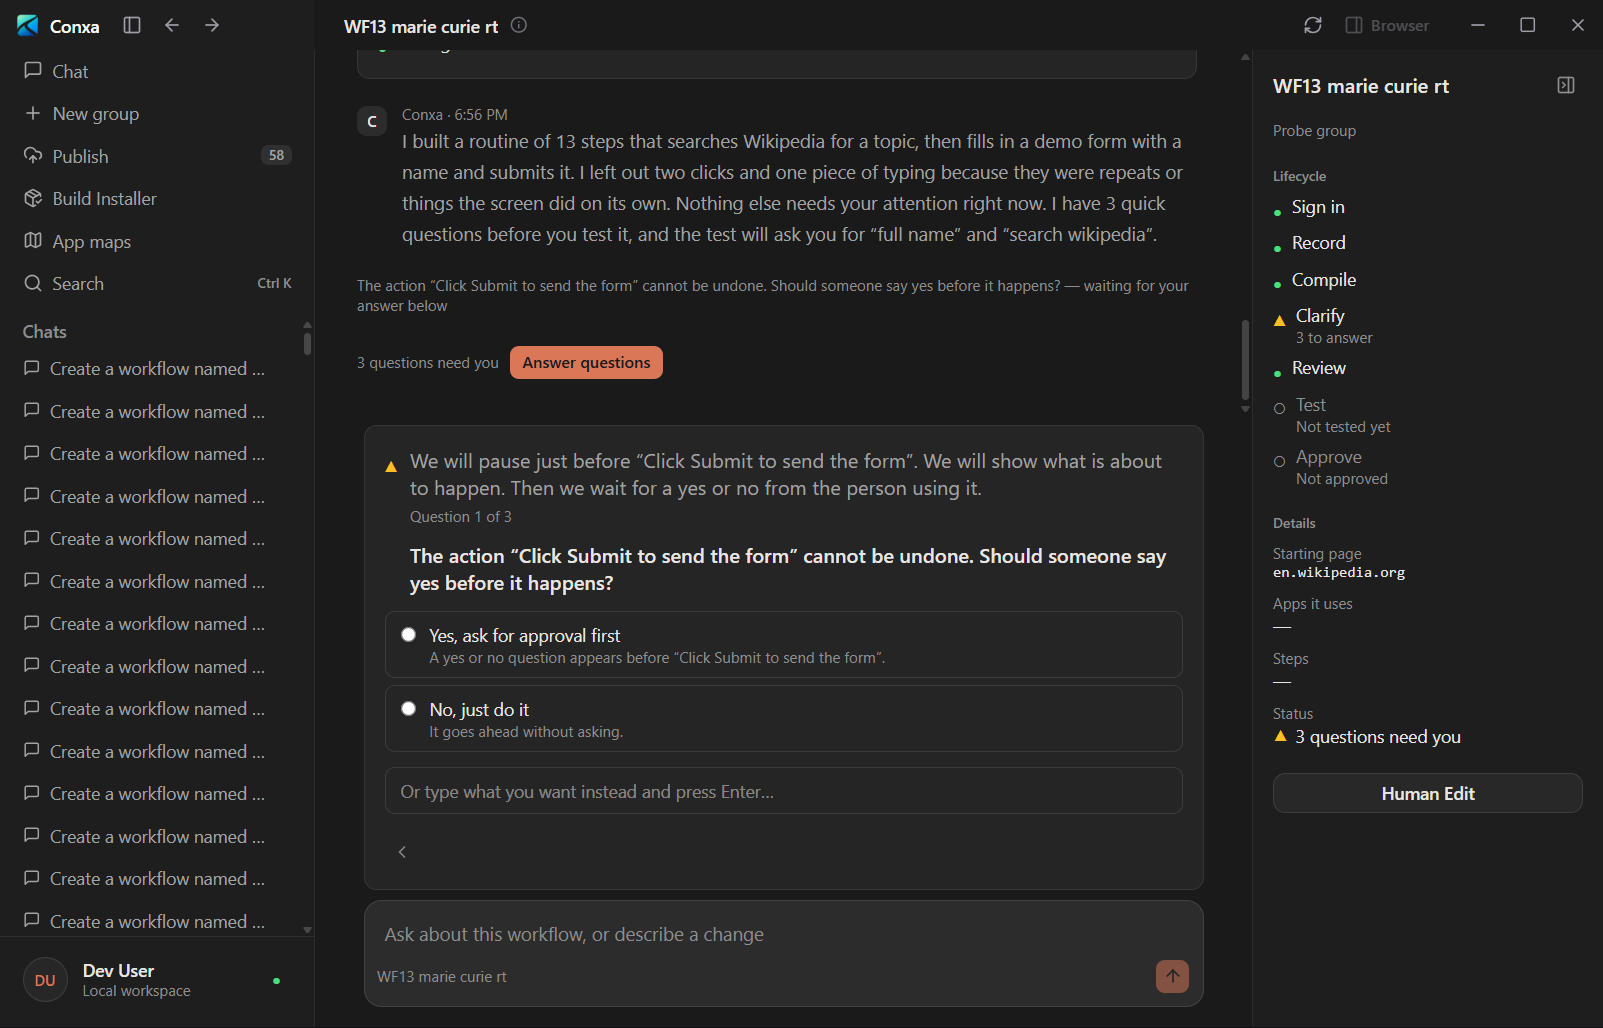 Conxa
WF13 marie curie rt
Browser
Chat
New group
Publish
58
Build Installer
App maps
Search
Ctrl K
Chats
Create a workflow named ...
Create a workflow named ...
Create a workflow named ...
Create a workflow named ...
Create a workflow named ...
Create a workflow named ...
Create a workflow named ...
Create a workflow named ...
Create a workflow named ...
Create a workflow named ...
Create a workflow named ...
Create a workflow named ...
Create a workflow named ...
Create a workflow named ...
DU
Dev User
Local workspace
C
Conxa · 6:56 PM
I built a routine of 13 steps that searches Wikipedia for a topic, then fills in a demo form with a
name and submits it. I left out two clicks and one piece of typing because they were repeats or
things the screen did on its own. Nothing else needs your attention right now. I have 3 quick
questions before you test it, and the test will ask you for “full name” and “search wikipedia”.
The action “Click Submit to send the form” cannot be undone. Should someone say yes before it happens? — waiting for your
answer below
3 questions need you
Answer questions
We will pause just before “Click Submit to send the form”. We will show what is about
to happen. Then we wait for a yes or no from the person using it.
Question 1 of 3
The action “Click Submit to send the form” cannot be undone. Should someone say
yes before it happens?
Yes, ask for approval first
A yes or no question appears before “Click Submit to send the form”.
No, just do it
It goes ahead without asking.
Or type what you want instead and press Enter...
Ask about this workflow, or describe a change
WF13 marie curie rt
WF13 marie curie rt
Probe group
Lifecycle
Sign in
Record
Compile
Clarify
3 to answer
Review
Test
Not tested yet
Approve
Not approved
Details
Starting page
en.wikipedia.org
Apps it uses
—
Steps
—
Status
3 questions need you
Human Edit